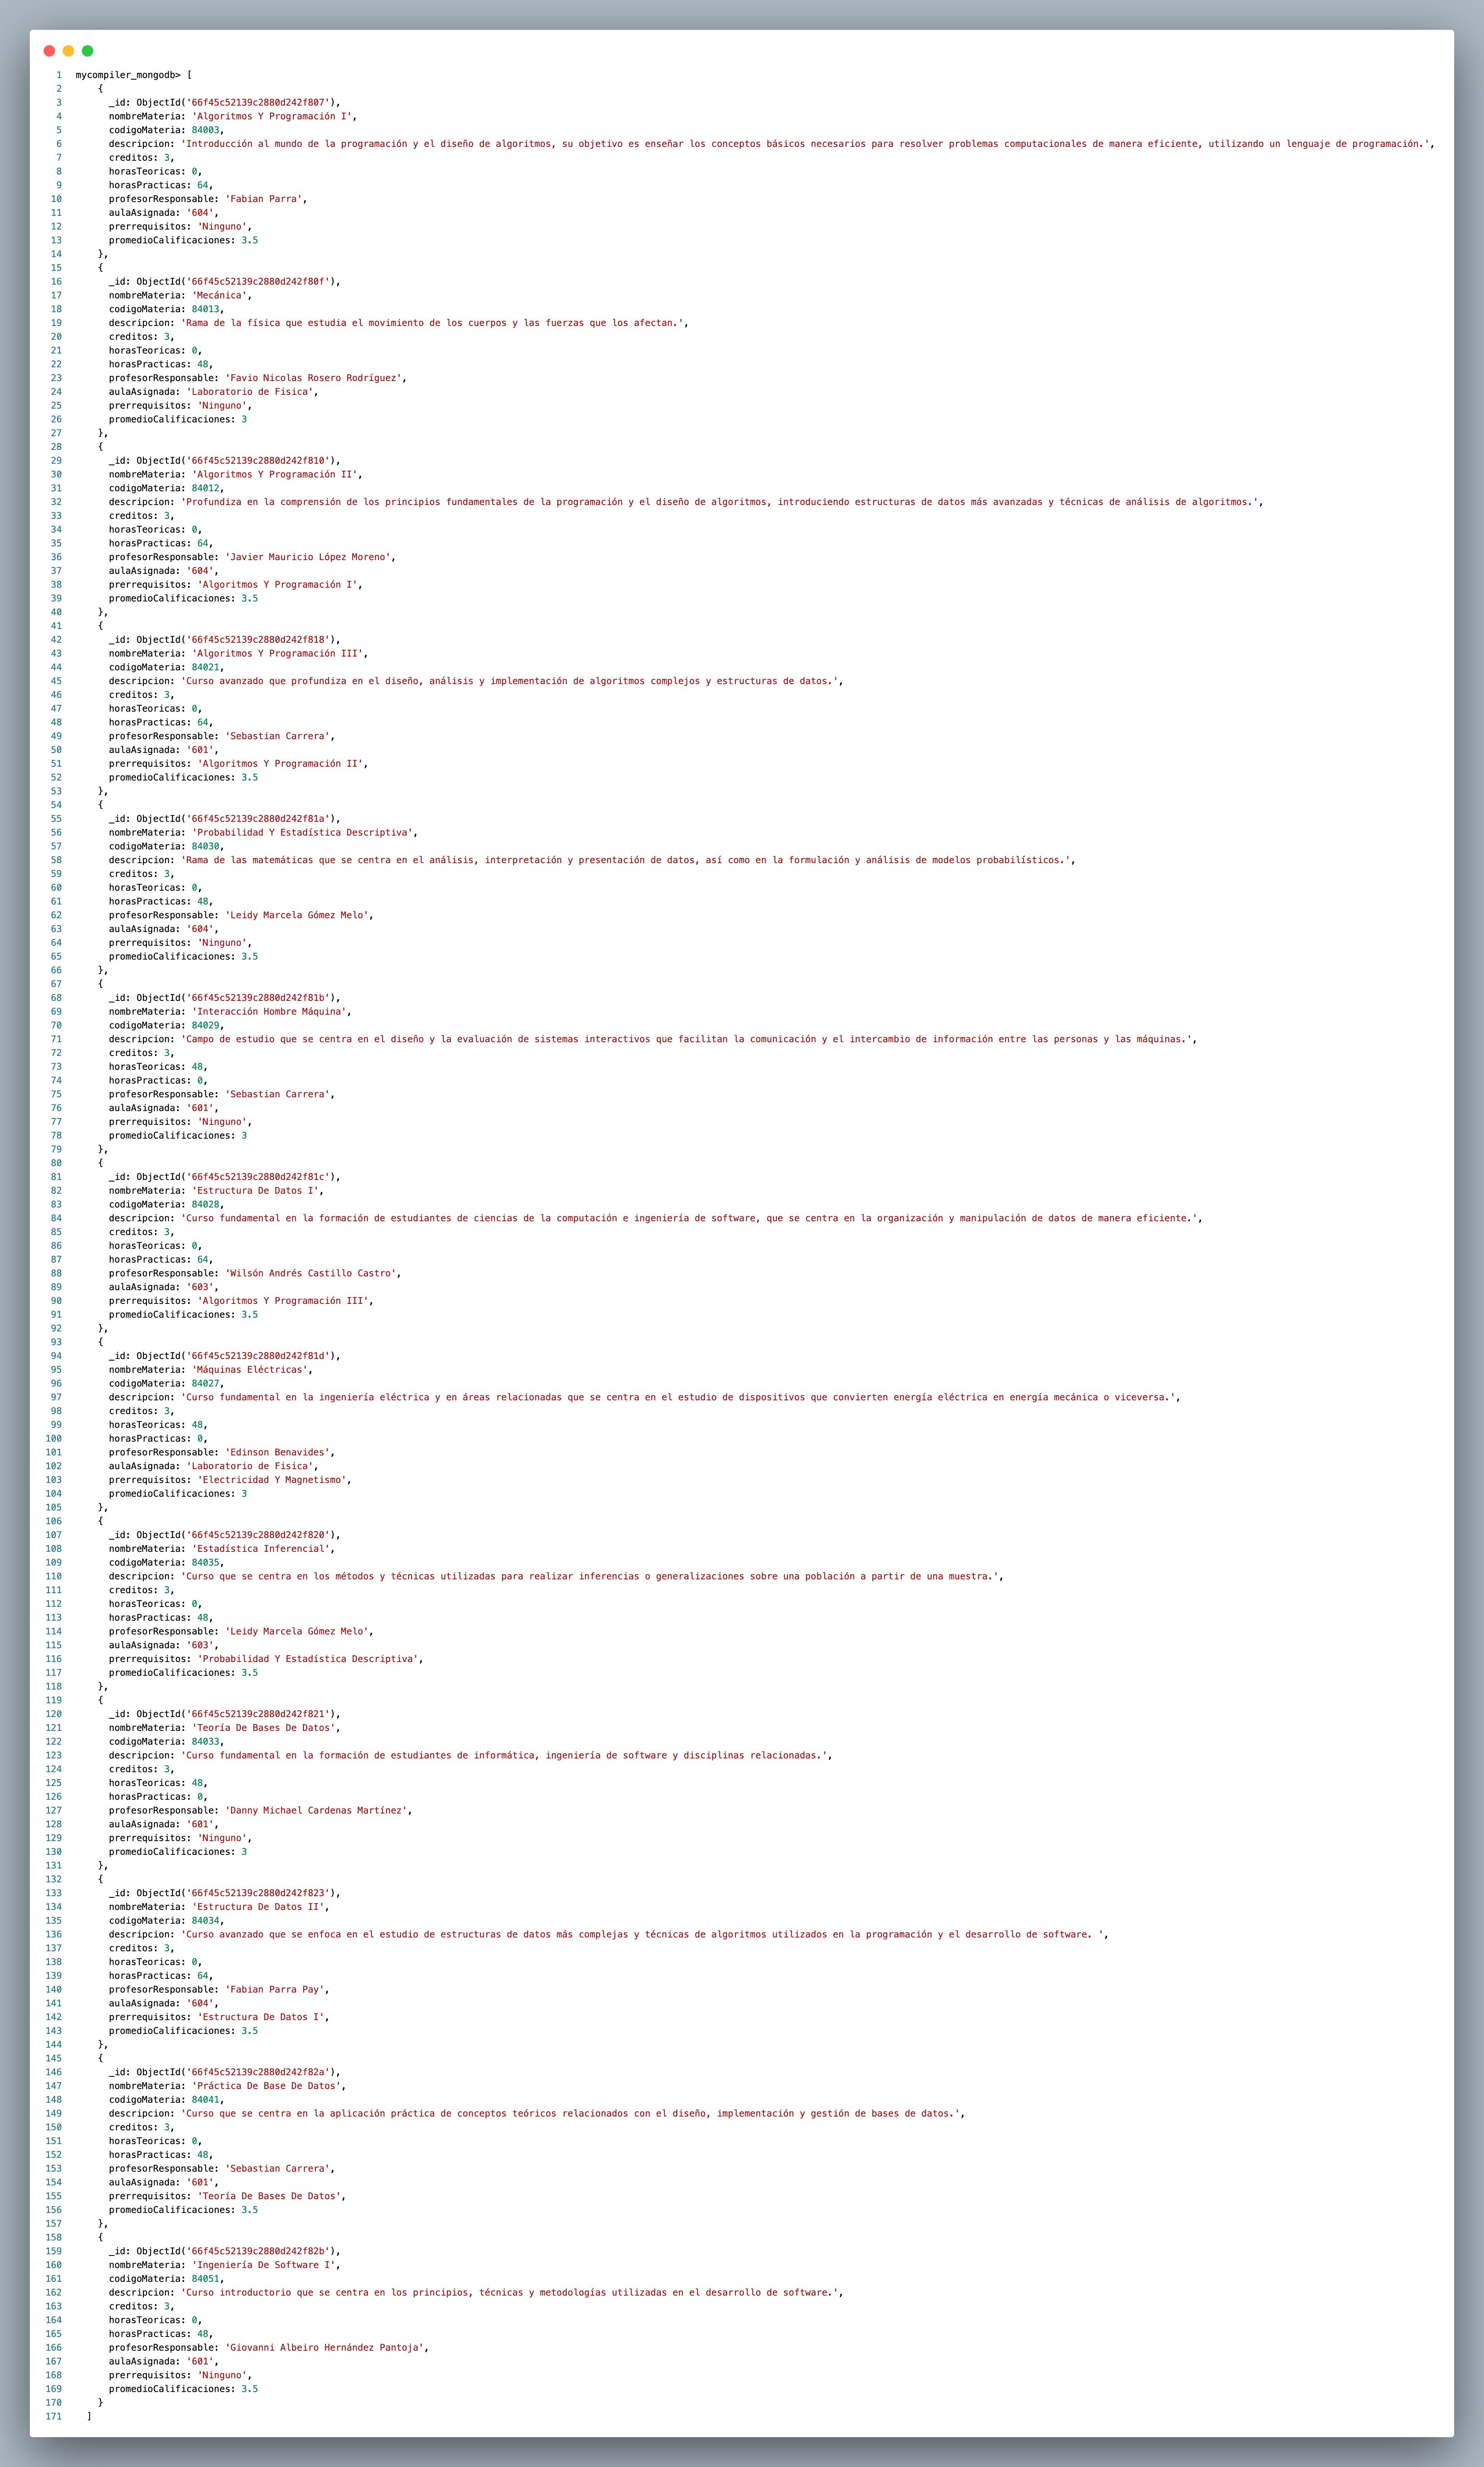 1 mycompiler_mongodb> [
2 {
3 _id: ObjectId('66f45c52139c2880d242f807'),
4 nombreMateria: 'Algoritmos Y Programación I',
5 codigoMateria: 84003,
6 descripcion: 'Introducción al mundo de la programación y el diseño de algoritmos, su objetivo es enseñar los conceptos básicos necesarios para resolver problemas computacionales de manera eficiente, utilizando un lenguaje de programación.',
7 creditos: 3,
8 horasTeoricas: 0,
9 horasPracticas: 64,
10 profesorResponsable: 'Fabian Parra',
11 aulaAsignada: '604',
12 prerrequisitos: 'Ninguno',
13 promedioCalificaciones: 3.5
14 },
15 {
16 _id: ObjectId('66f45c52139c2880d242f80f'),
17 nombreMateria: 'Mecánica',
18 codigoMateria: 84013,
19 descripcion: 'Rama de la física que estudia el movimiento de los cuerpos y las fuerzas que los afectan.',
20 creditos: 3,
21 horasTeoricas: 0,
22 horasPracticas: 48,
23 profesorResponsable: 'Favio Nicolas Rosero Rodríguez',
24 aulaAsignada: 'Laboratorio de Fisica',
25 prerrequisitos: 'Ninguno',
26 promedioCalificaciones: 3
27 },
28 {
29 _id: ObjectId('66f45c52139c2880d242f810'),
30 nombreMateria: 'Algoritmos Y Programación II',
31 codigoMateria: 84012,
32 descripcion: 'Profundiza en la comprensión de los principios fundamentales de la programación y el diseño de algoritmos, introduciendo estructuras de datos más avanzadas y técnicas de análisis de algoritmos.',
33 creditos: 3,
34 horasTeoricas: 0,
35 horasPracticas: 64,
36 profesorResponsable: 'Javier Mauricio López Moreno',
37 aulaAsignada: '604',
38 prerrequisitos: 'Algoritmos Y Programación I',
39 promedioCalificaciones: 3.5
40 },
41 {
42 _id: ObjectId('66f45c52139c2880d242f818'),
43 nombreMateria: 'Algoritmos Y Programación III',
44 codigoMateria: 84021,
45 descripcion: 'Curso avanzado que profundiza en el diseño, análisis y implementación de algoritmos complejos y estructuras de datos.',
46 creditos: 3,
47 horasTeoricas: 0,
48 horasPracticas: 64,
49 profesorResponsable: 'Sebastian Carrera',
50 aulaAsignada: '601',
51 prerrequisitos: 'Algoritmos Y Programación II',
52 promedioCalificaciones: 3.5
53 },
54 {
55 _id: ObjectId('66f45c52139c2880d242f81a'),
56 nombreMateria: 'Probabilidad Y Estadística Descriptiva',
57 codigoMateria: 84030,
58 descripcion: 'Rama de las matemáticas que se centra en el análisis, interpretación y presentación de datos, así como en la formulación y análisis de modelos probabilísticos.',
59 creditos: 3,
60 horasTeoricas: 0,
61 horasPracticas: 48,
62 profesorResponsable: 'Leidy Marcela Gómez Melo',
63 aulaAsignada: '604',
64 prerrequisitos: 'Ninguno',
65 promedioCalificaciones: 3.5
66 },
67 {
68 _id: ObjectId('66f45c52139c2880d242f81b'),
69 nombreMateria: 'Interacción Hombre Máquina',
70 codigoMateria: 84029,
71 descripcion: 'Campo de estudio que se centra en el diseño y la evaluación de sistemas interactivos que facilitan la comunicación y el intercambio de información entre las personas y las máquinas.',
72 creditos: 3,
73 horasTeoricas: 48,
74 horasPracticas: 0,
75 profesorResponsable: 'Sebastian Carrera',
76 aulaAsignada: '601',
77 prerrequisitos: 'Ninguno',
78 promedioCalificaciones: 3
79 },
80 {
81 _id: ObjectId('66f45c52139c2880d242f81c'),
82 nombreMateria: 'Estructura De Datos I',
83 codigoMateria: 84028,
84 descripcion: 'Curso fundamental en la formación de estudiantes de ciencias de la computación e ingeniería de software, que se centra en la organización y manipulación de datos de manera eficiente.',
85 creditos: 3,
86 horasTeoricas: 0,
87 horasPracticas: 64,
88 profesorResponsable: 'Wilsón Andrés Castillo Castro',
89 aulaAsignada: '603',
90 prerrequisitos: 'Algoritmos Y Programación III',
91 promedioCalificaciones: 3.5
92 },
93 {
94 _id: ObjectId('66f45c52139c2880d242f81d'),
95 nombreMateria: 'Máquinas Eléctricas',
96 codigoMateria: 84027,
97 descripcion: 'Curso fundamental en la ingeniería eléctrica y en áreas relacionadas que se centra en el estudio de dispositivos que convierten energía eléctrica en energía mecánica o viceversa.',
98 creditos: 3,
99 horasTeoricas: 48,
100 horasPracticas: 0,
101 profesorResponsable: 'Edinson Benavides',
102 aulaAsignada: 'Laboratorio de Fisica',
103 prerrequisitos: 'Electricidad Y Magnetismo',
104 promedioCalificaciones: 3
105 },
106 {
107 _id: ObjectId('66f45c52139c2880d242f820'),
108 nombreMateria: 'Estadística Inferencial',
109 codigoMateria: 84035,
110 descripcion: 'Curso que se centra en los métodos y técnicas utilizadas para realizar inferencias o generalizaciones sobre una población a partir de una muestra.',
111 creditos: 3,
112 horasTeoricas: 0,
113 horasPracticas: 48,
114 profesorResponsable: 'Leidy Marcela Gómez Melo',
115 aulaAsignada: '603',
116 prerrequisitos: 'Probabilidad Y Estadística Descriptiva',
117 promedioCalificaciones: 3.5
118 },
119 {
120 _id: ObjectId('66f45c52139c2880d242f821'),
121 nombreMateria: 'Teoría De Bases De Datos',
122 codigoMateria: 84033,
123 descripcion: 'Curso fundamental en la formación de estudiantes de informática, ingeniería de software y disciplinas relacionadas.',
124 creditos: 3,
125 horasTeoricas: 48,
126 horasPracticas: 0,
127 profesorResponsable: 'Danny Michael Cardenas Martínez',
128 aulaAsignada: '601',
129 prerrequisitos: 'Ninguno',
130 promedioCalificaciones: 3
131 },
132 {
133 _id: ObjectId('66f45c52139c2880d242f823'),
134 nombreMateria: 'Estructura De Datos II',
135 codigoMateria: 84034,
136 descripcion: 'Curso avanzado que se enfoca en el estudio de estructuras de datos más complejas y técnicas de algoritmos utilizados en la programación y el desarrollo de software. ',
137 creditos: 3,
138 horasTeoricas: 0,
139 horasPracticas: 64,
140 profesorResponsable: 'Fabian Parra Pay',
141 aulaAsignada: '604',
142 prerrequisitos: 'Estructura De Datos I',
143 promedioCalificaciones: 3.5
144 },
145 {
146 _id: ObjectId('66f45c52139c2880d242f82a'),
147 nombreMateria: 'Práctica De Base De Datos',
148 codigoMateria: 84041,
149 descripcion: 'Curso que se centra en la aplicación práctica de conceptos teóricos relacionados con el diseño, implementación y gestión de bases de datos.',
150 creditos: 3,
151 horasTeoricas: 0,
152 horasPracticas: 48,
153 profesorResponsable: 'Sebastian Carrera',
154 aulaAsignada: '601',
155 prerrequisitos: 'Teoría De Bases De Datos',
156 promedioCalificaciones: 3.5
157 },
158 {
159 _id: ObjectId('66f45c52139c2880d242f82b'),
160 nombreMateria: 'Ingeniería De Software I',
161 codigoMateria: 84051,
162 descripcion: 'Curso introductorio que se centra en los principios, técnicas y metodologías utilizadas en el desarrollo de software.',
163 creditos: 3,
164 horasTeoricas: 0,
165 horasPracticas: 48,
166 profesorResponsable: 'Giovanni Albeiro Hernández Pantoja',
167 aulaAsignada: '601',
168 prerrequisitos: 'Ninguno',
169 promedioCalificaciones: 3.5
170 }
171 ]